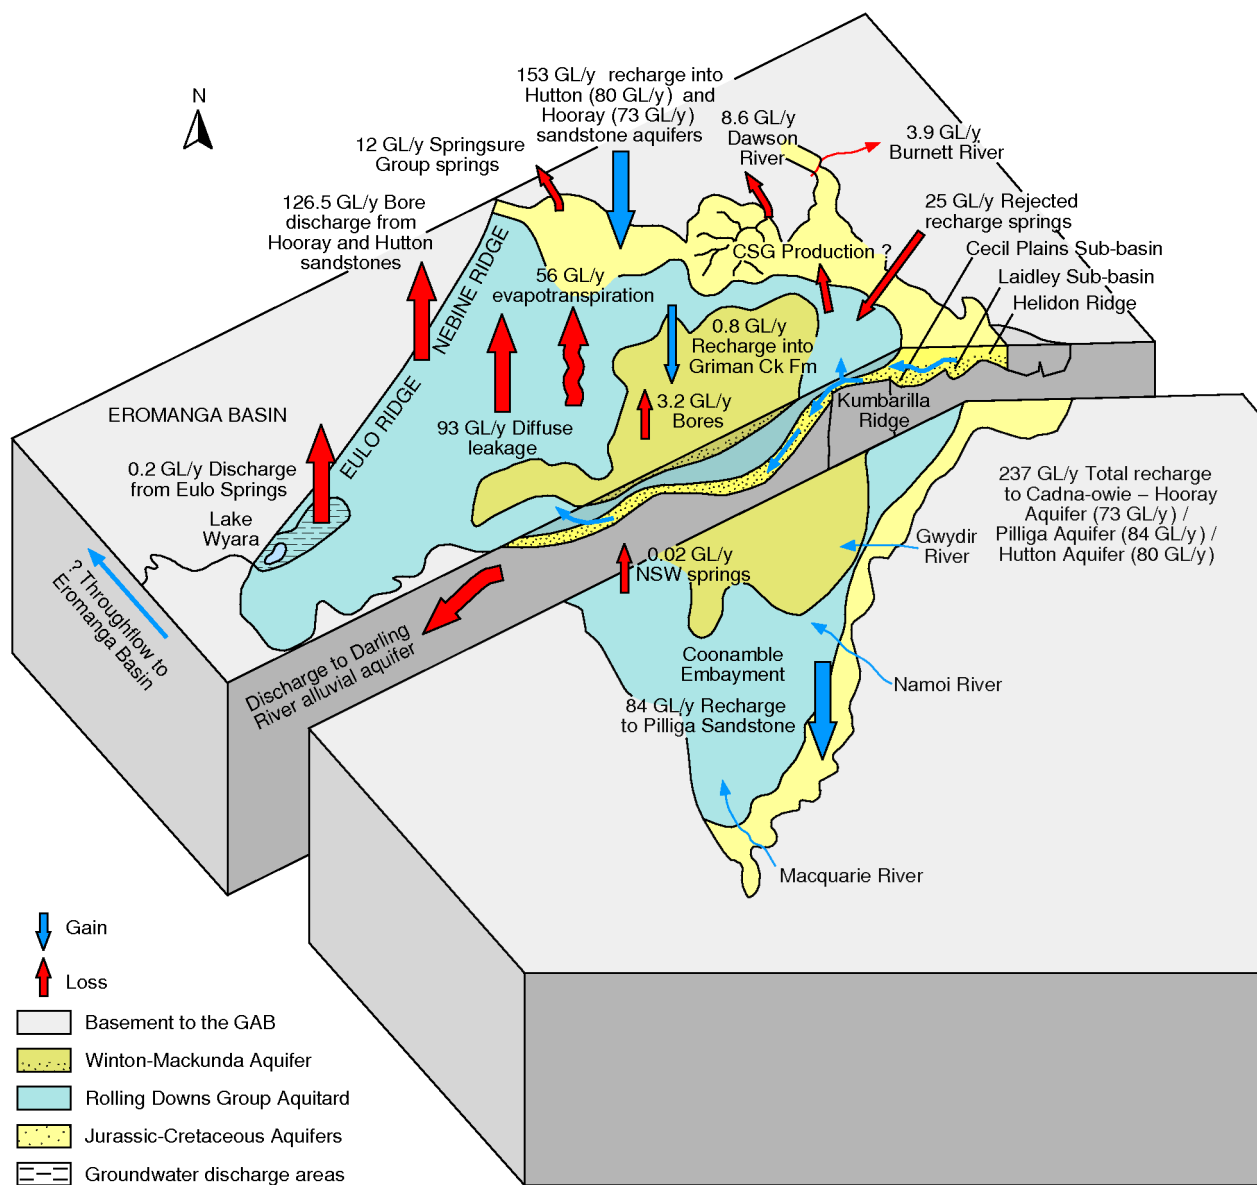 N
153 GL/y recharge into
Hutton (80 GL/y) and
Hooray (73 GL/y)
sandstone aquifers
8.6 GL/y
Dawson
River
3.9 GL/y
Burnett River
12 GL/y Springsure
Group springs
126.5 GL/y Bore
discharge from
Hooray and Hutton
sandstones
25 GL/y Rejected
recharge springs
Cecil Plains Sub-basin
Laidley Sub-basin
Helidon Ridge
CSG Production ?
NEBINE RIDGE
56 GL/y
evapotranspiration
0.8 GL/y
Recharge into
Griman Ck Fm
3.2 GL/y
Bores
Kumbarilla
Ridge
EROMANGA BASIN
EULO RIDGE
93 GL/y Diffuse
leakage
0.2 GL/y Discharge
from Eulo Springs
Lake
Wyara
237 GL/y Total recharge
to Cadna-owie – Hooray
Aquifer (73 GL/y) /
Pilliga Aquifer (84 GL/y) /
Hutton Aquifer (80 GL/y)
Gwydir
River
0.02 GL/y
NSW springs
? Throughflow to
Eromanga Basin
Discharge to Darling
River alluvial aquifer
Coonamble
Embayment
Namoi River
84 GL/y Recharge
to Pilliga Sandstone
Macquarie River
Gain
Loss
Basement to the GAB
Winton-Mackunda Aquifer
Rolling Downs Group Aquitard
Jurassic-Cretaceous Aquifers
Groundwater discharge areas